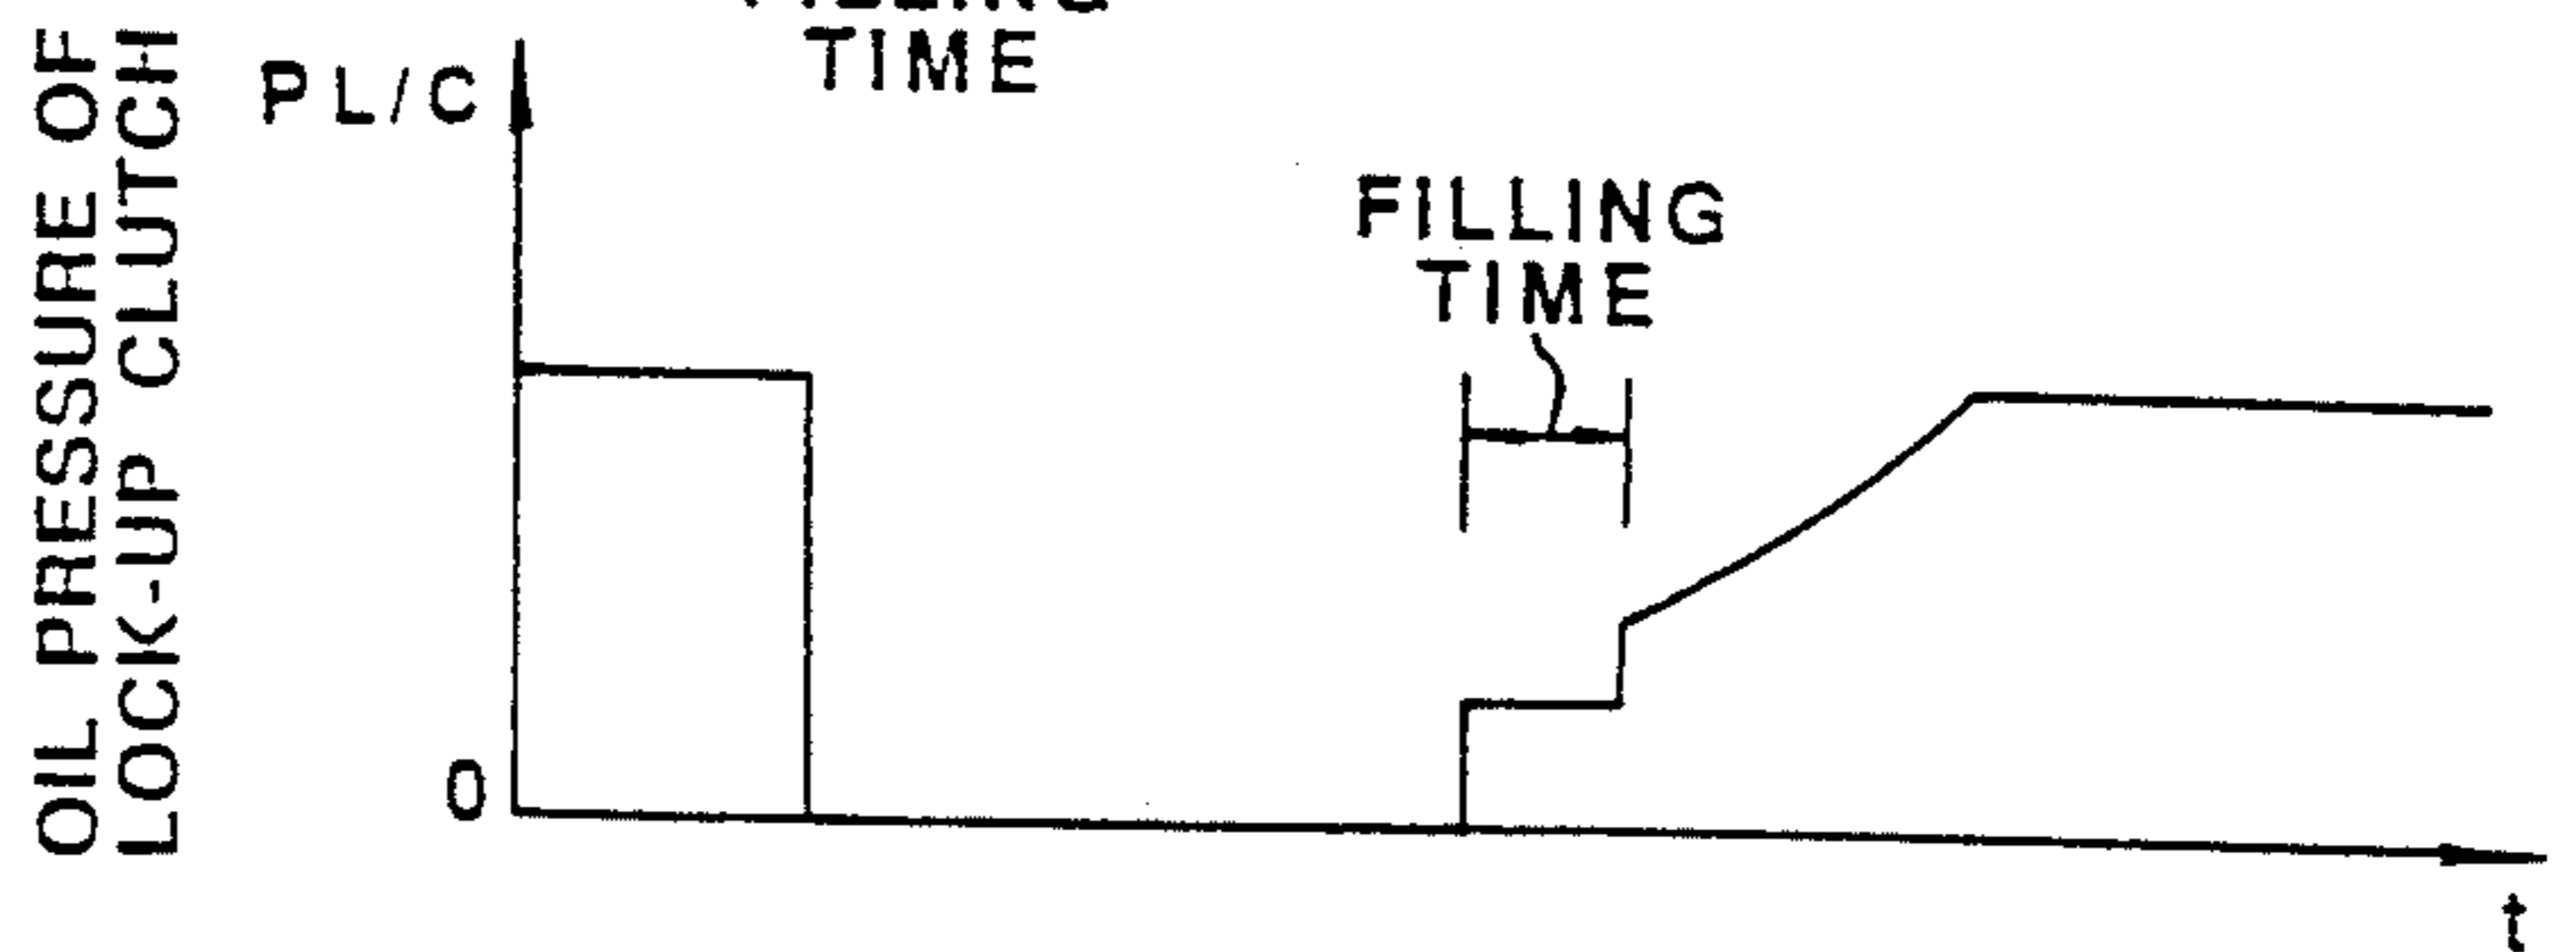 TIME
OIL PRESSURE OF
LOCK-UP CLUTCH
PL/C
FILLING
TIME
0
t